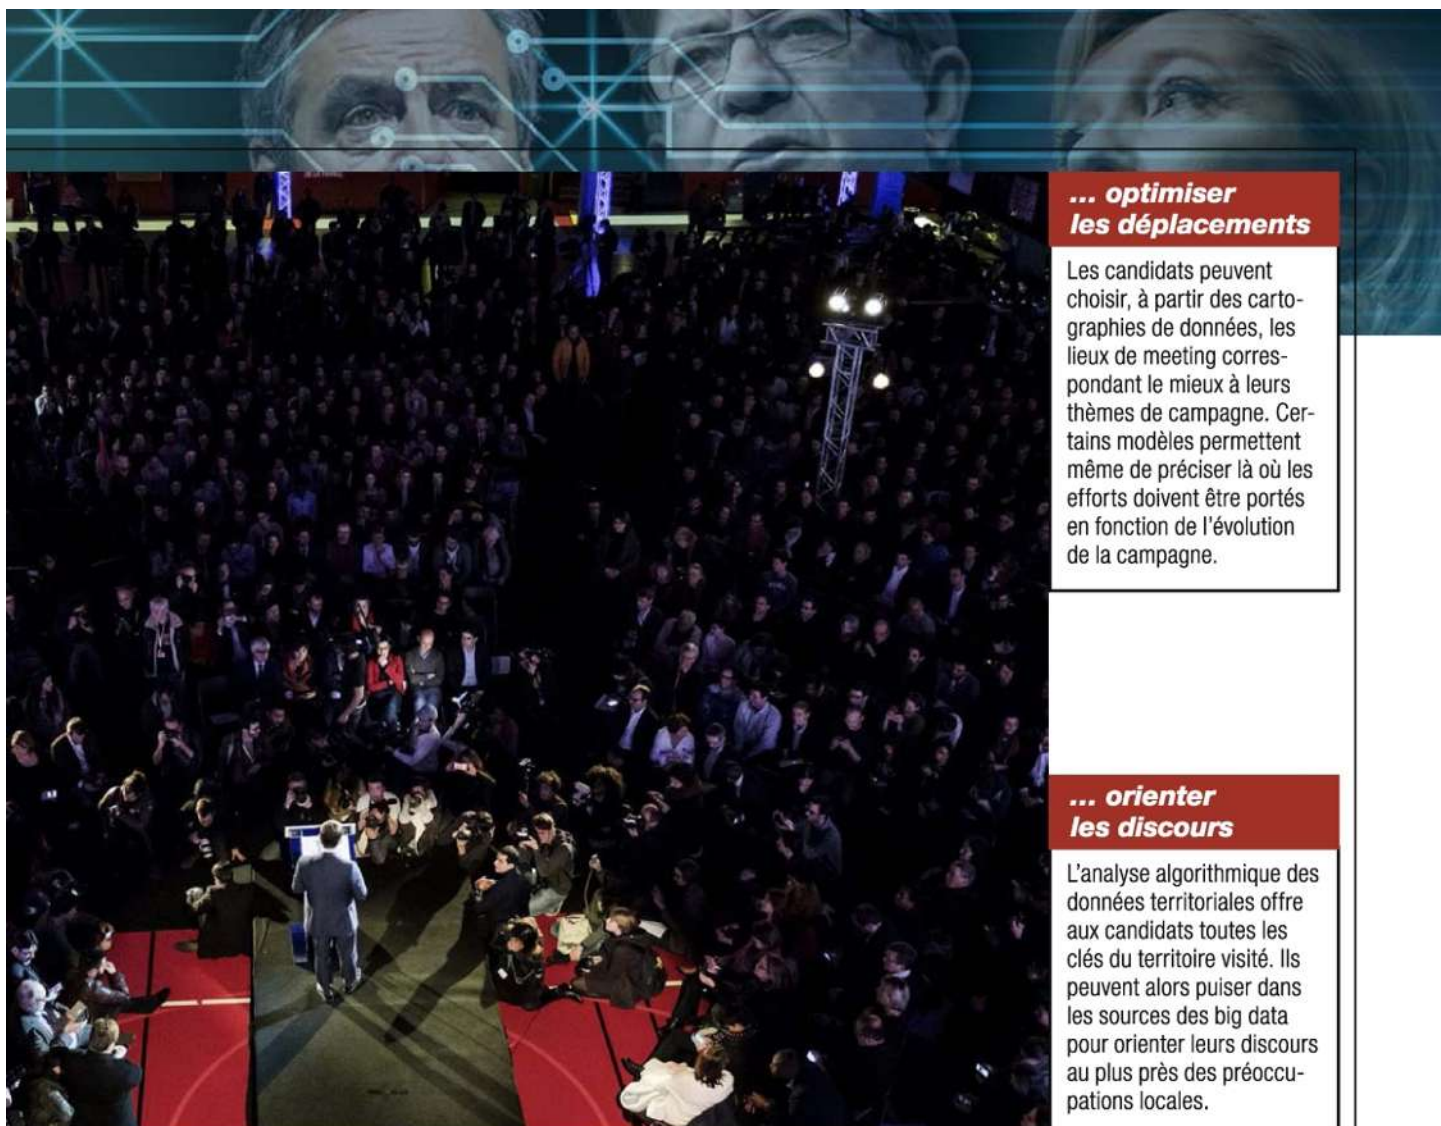 ... optimiser
les déplacements
Les candidats peuvent
choisir, à partir des carto-
graphies de données, les
lieux de meeting corres-
pondant le mieux à leurs
thèmes de campagne. Cer-
tains modèles permettent
même de préciser là où les
efforts doivent être portés
en fonction de l'évolution
de la campagne.
... orienter
les discours
L'analyse algorithmique des
données territoriales offre
aux candidats toutes les
clés du territoire visité. Ils
peuvent alors puiser dans
les sources des big data
pour orienter leurs discours
au plus près des préoccu-
pations locales.